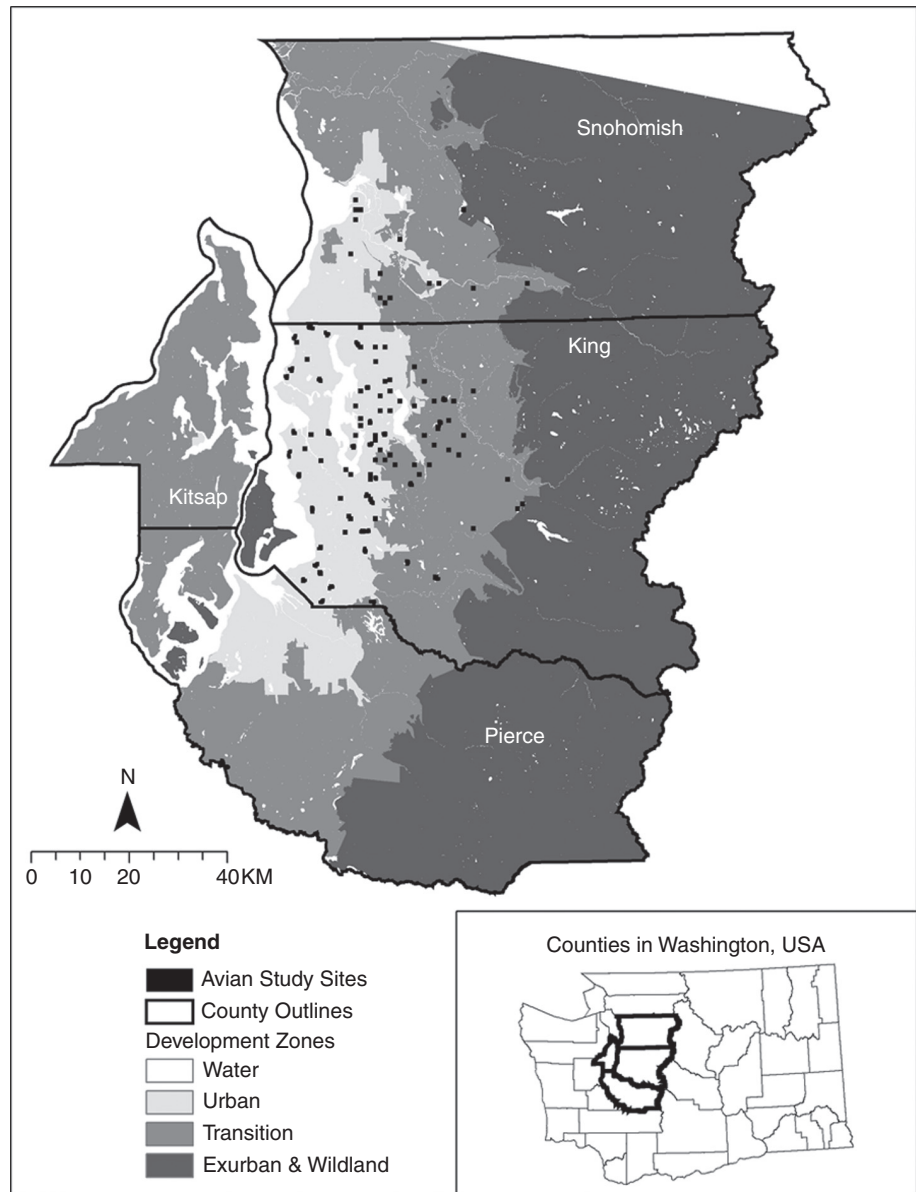 Snohomish
King
Kitsap
Pierce
N
0 10 20 40KM
Legend
Avian Study Sites
County Outlines
Development Zones
Water
Urban
Transition
Exurban & Wildland
Counties in Washington, USA